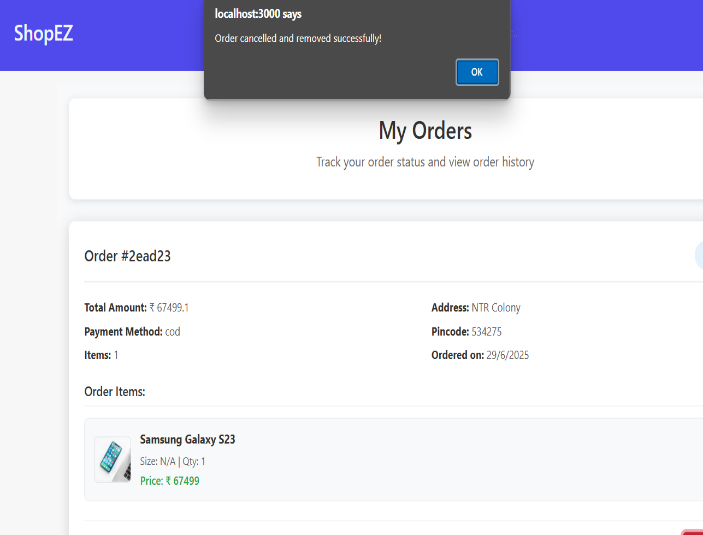 ShopEZ
localhost:3000 says
Order cancelled and removed successfully!
OK
My Orders
Track your order status and view order history
Order #2ead23
Total Amount: ₹ 67499.1
Address: NTR Colony
Payment Method: cod
Pincode: 534275
Items: 1
Ordered on: 29/6/2025
Order Items:
Samsung Galaxy S23
Size: N/A | Qty: 1
Price: ₹ 67499